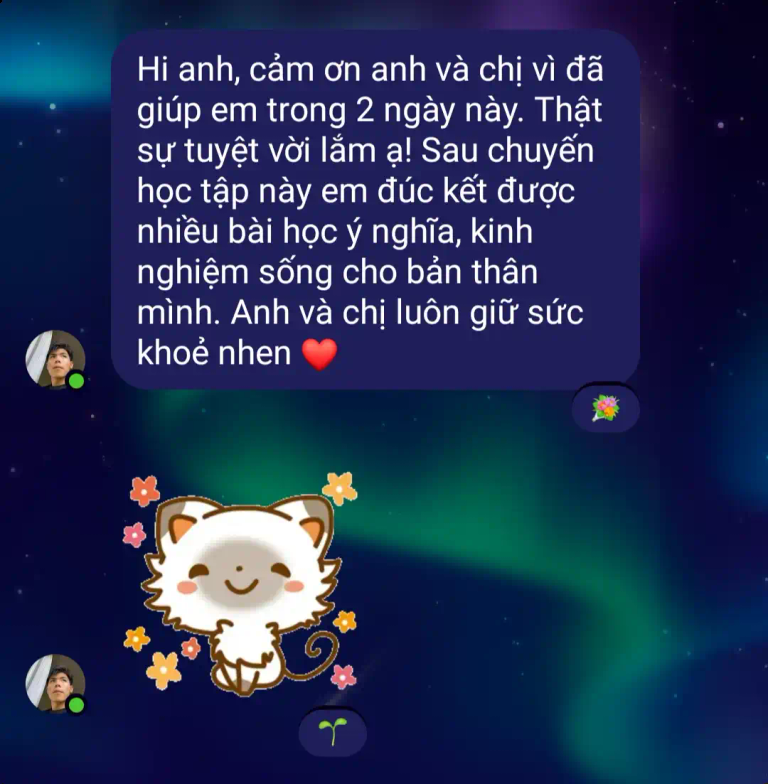 Hi anh, cảm ơn anh và chị vì đã
giúp em trong 2 ngày này. Thật
sự tuyệt vời lắm ạ! Sau chuyến
học tập này em đúc kết được
nhiều bài học ý nghĩa, kinh
nghiệm sống cho bản thân
mình. Anh và chị luôn giữ sức
khoẻ nhen ❤️